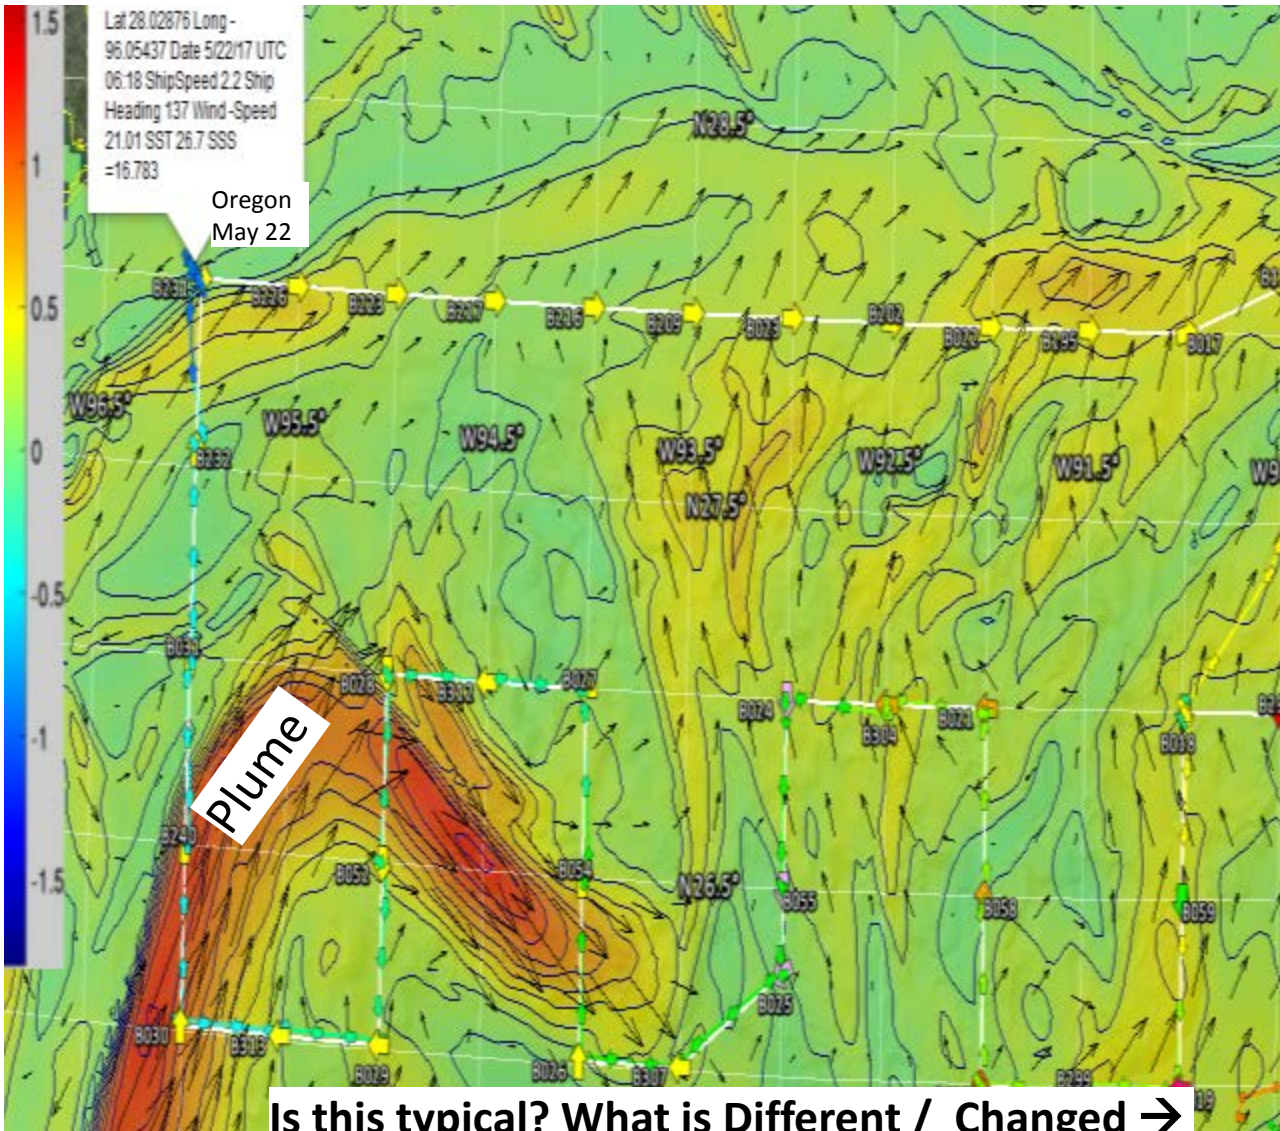 1.5
1
0.5
0
-0.5
-1
-1.5
Lat 28.02876 Long -
96.05437 Date 5/22/17 UTC
06:18 ShipSpeed 2.2 Ship
Heading 137 Wind-Speed
21.01 SST 26.7 SSS
=16.783
Oregon
May 22
N28.5°
B226
B223
B217
B216
B209
B023
B202
B022
B195
B017
W96.5°
W95.5°
W94.5°
W93.5°
W92.5°
W91.5°
B232
N27.5°
B031
B028
B312
B027
B024
B304
B021
B018
Plume
B240
B052
B054
N26.5°
B055
B058
B059
B030
B313
B029
B026
B307
B025
B299
Is this typical? What is Different / Changed →